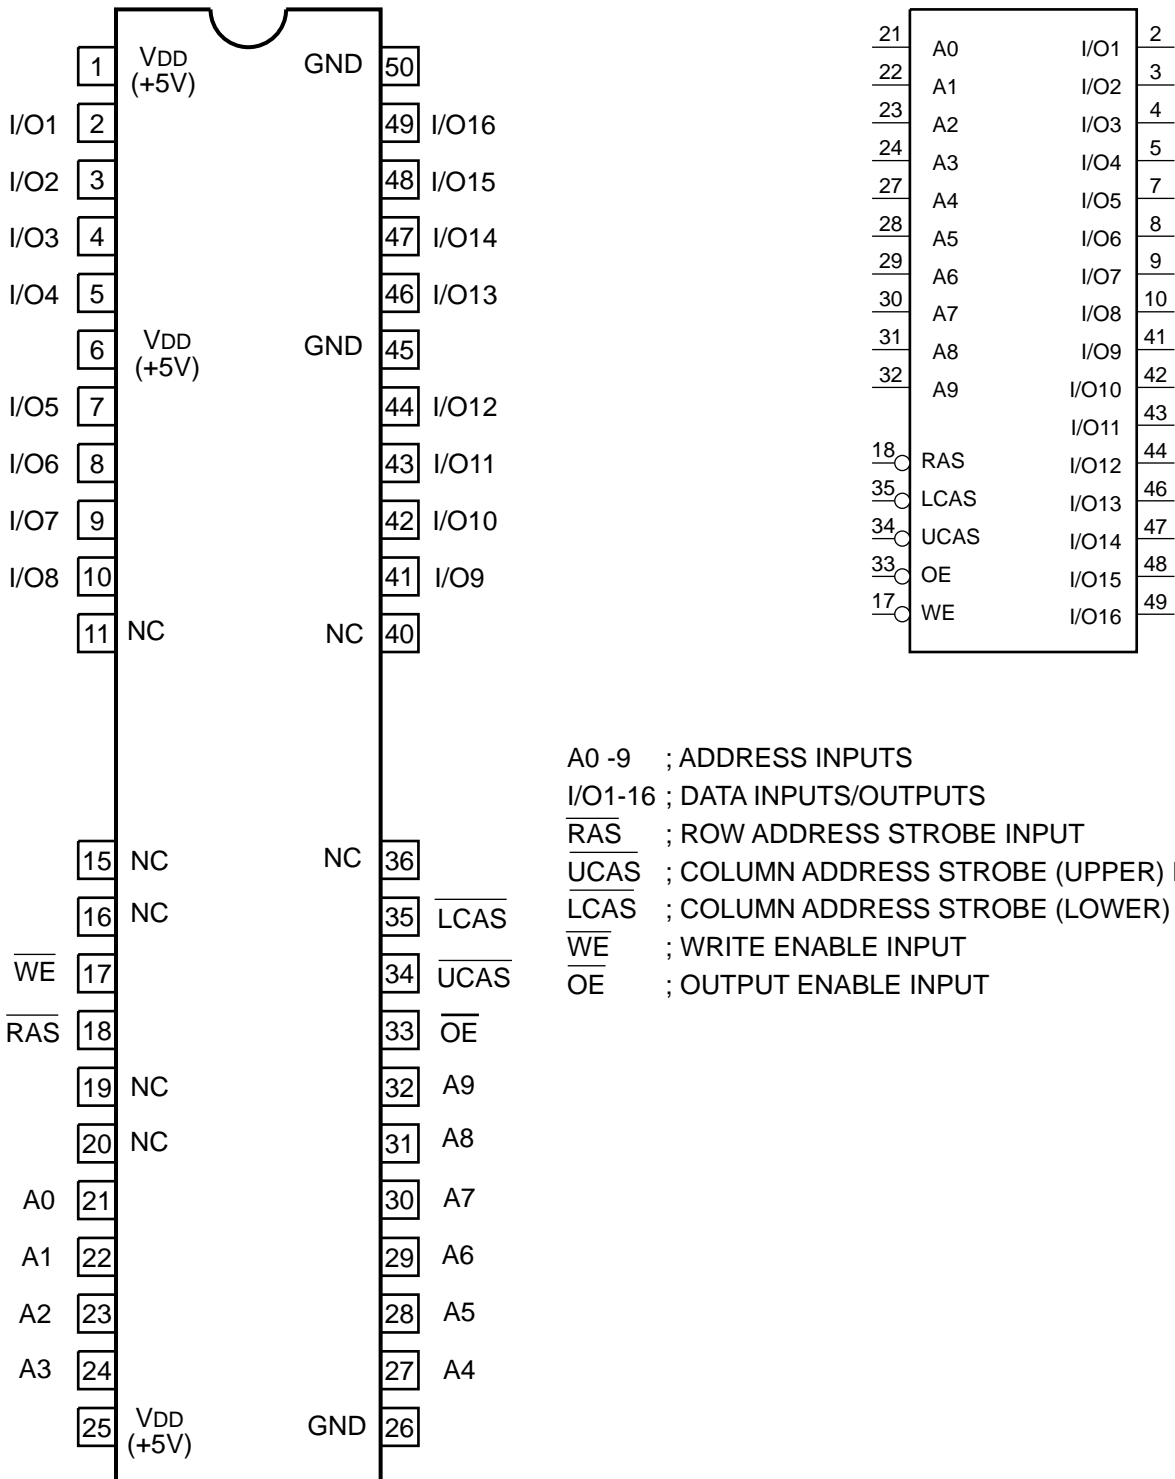 1 VDD GND 50
(+5V)
I/O1 2 49 I/O16
I/O2 3 48 I/O15
I/O3 4 47 I/O14
I/O4 5 46 I/O13
6 VDD GND 45
(+5V)
I/O5 7 44 I/O12
I/O6 8 43 I/O11
I/O7 9 42 I/O10
I/O8 10 41 I/O9
11 NC NC 40
15 NC NC 36
16 NC 35 LCAS
WE 17 34 UCAS
RAS 18 33 OE
19 NC 32 A9
20 NC 31 A8
A0 21 30 A7
A1 22 29 A6
A2 23 28 A5
A3 24 27 A4
25 VDD GND 26
(+5V)
21 A0 I/O1 2
22 A1 I/O2 3
23 A2 I/O3 4
24 A3 I/O4 5
27 A4 I/O5 7
28 A5 I/O6 8
29 A6 I/O7 9
30 A7 I/O8 10
31 A8 I/O9 41
32 A9 I/O10 42
I/O11 43
18 RAS I/O12 44
35 LCAS I/O13 46
34 UCAS I/O14 47
33 OE I/O15 48
17 WE I/O16 49
A0 -9 ; ADDRESS INPUTS
I/O1-16 ; DATA INPUTS/OUTPUTS
RAS ; ROW ADDRESS STROBE INPUT
UCAS ; COLUMN ADDRESS STROBE (UPPER)
LCAS ; COLUMN ADDRESS STROBE (LOWER)
WE ; WRITE ENABLE INPUT
OE ; OUTPUT ENABLE INPUT